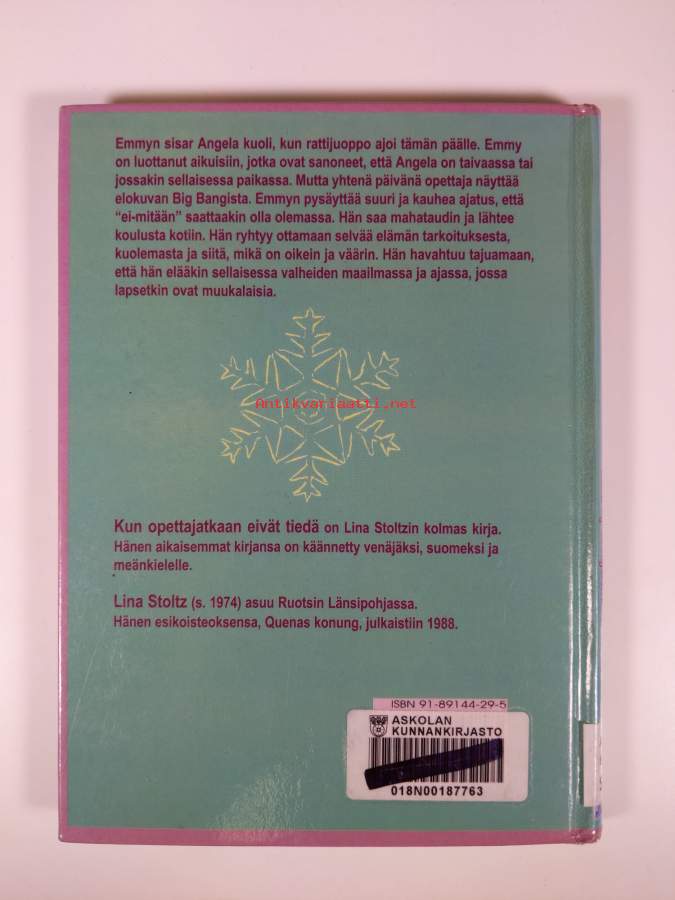 Emmyn sisar Angela kuoli, kun rattijuoppo ajoi tämän päälle. Emmy
on luottanut aikuisiin, jotka ovat sanoneet, että Angela on taivaassa tai
jossakin sellaisessa paikassa. Mutta yhtenä päivänä opettaja näyttää
elokuvan Big Bangista. Emmyn pysäyttää suuri ja kauhea ajatus, että
“ei-mitään” saattaakin olla olemassa. Hän saa mahataudin ja lähtee
koulusta kotiin. Hän ryhtyy ottamaan selvää elämän tarkoituksesta,
kuolemasta ja siitä, mikä on oikein ja väärin. Hän havahtuu tajuamaan,
että hän elääkin sellaisessa valheiden maailmassa ja ajassa, jossa
lapsetkin ovat muukalaisia.
Antikvariaatti.net
Kun opettajatkaan eivät tiedä on Lina Stoltzin kolmas kirja.
Hänen aikaisemmat kirjansa on käännetty venäjäksi, suomeksi ja
meänkielelle.
Lina Stoltz (s. 1974) asuu Ruotsin Länsipohjassa.
Hänen esikoisteoksensa, Quenas konung, julkaistiin 1988.
ISBN 91-89144-29-5
ASKOLAN
KUNNANKIRJASTO
018N00187763